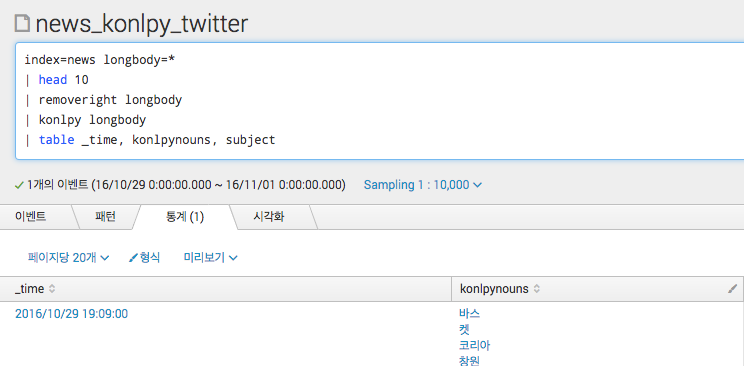 news_konlpy_twitter
index=news longbody=*
| head 10
| removeright longbody
| konlpy longbody
| table _time, konlpynouns, subject
1개의 이벤트 (16/10/29 0:00:00.000 ~ 16/11/01 0:00:00.000) Sampling 1 : 10,000
이벤트 패턴 통계 (1) 시각화
페이지당 20개 형식 미리보기
_time konlpynouns
2016/10/29 19:09:00 바스
켓
코리아
창원